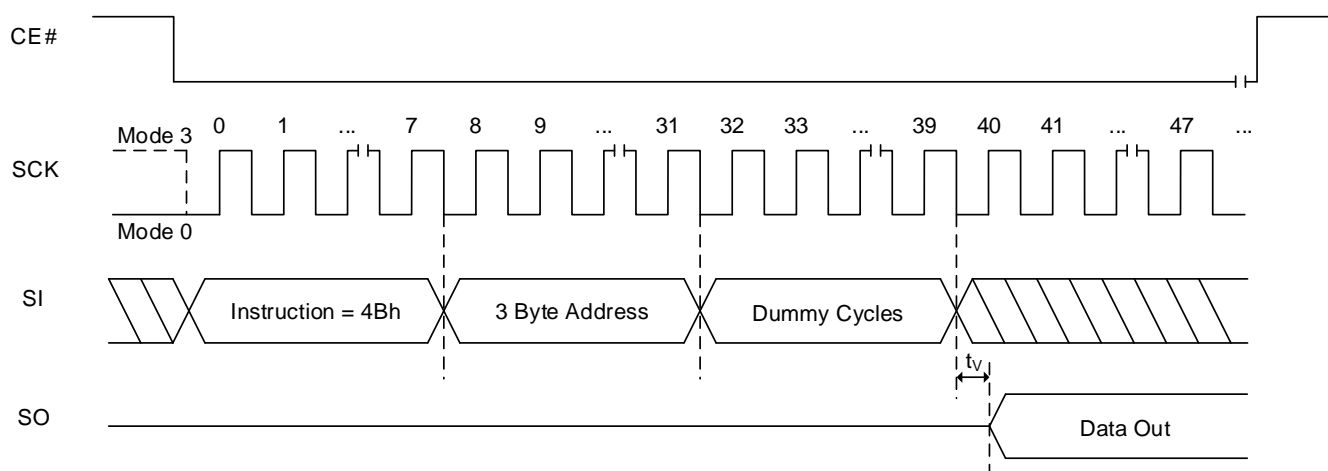 CE#
Mode 3 0 1 ... 7 8 9 ... 31 32 33 ... 39 40 41 ... 47 ...
SCK
Mode 0
SI Instruction = 4Bh 3 Byte Address Dummy Cycles
tV
SO Data Out